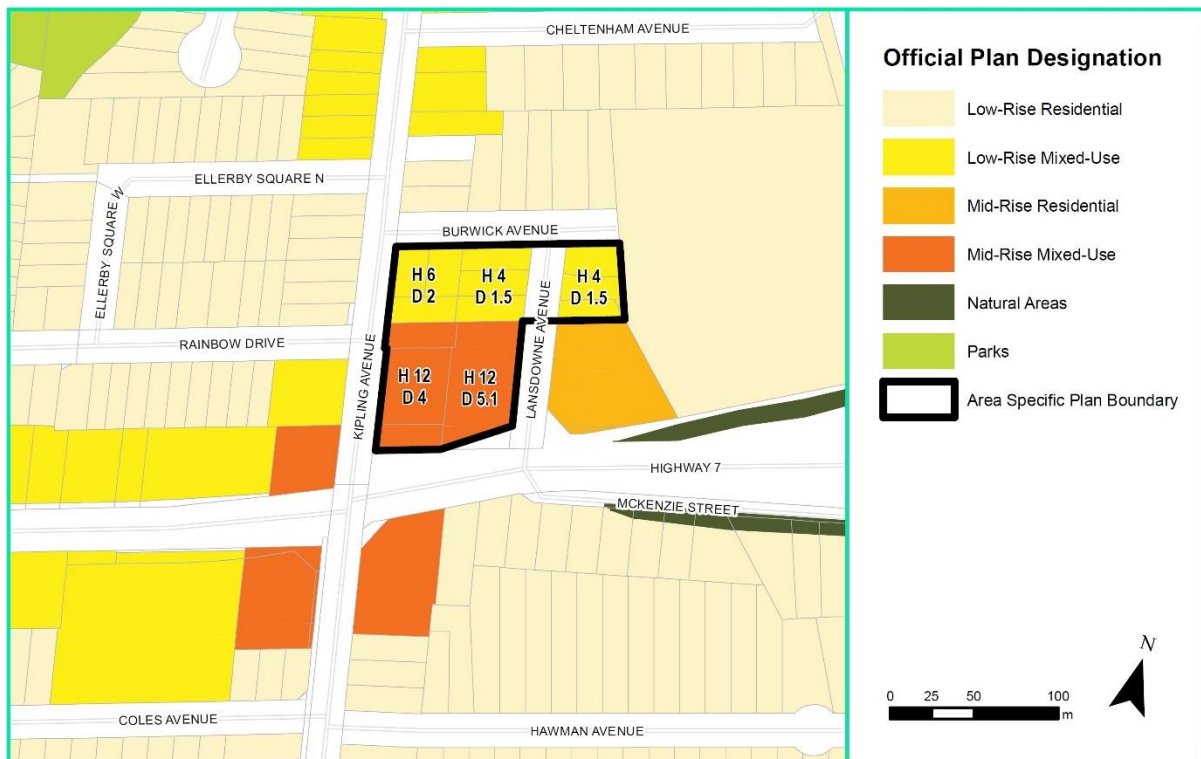 CHELTENHAM AVENUE
ELLERBY SQUARE N
ELLERBY SQUARE W
BURWICK AVENUE
H 6
D 2
H 4
D 1.5
H 4
D 1.5
LANSDOWNE AVENUE
RAINBOW DRIVE
KIPLING AVENUE
H 12
D 4
H 12
D 5.1
HIGHWAY 7
MCKENZIE STREET
COLES AVENUE
HAWMAN AVENUE
Official Plan Designation
Low-Rise Residential
Low-Rise Mixed-Use
Mid-Rise Residential
Mid-Rise Mixed-Use
Natural Areas
Parks
Area Specific Plan Boundary
N
0 25 50 100
m